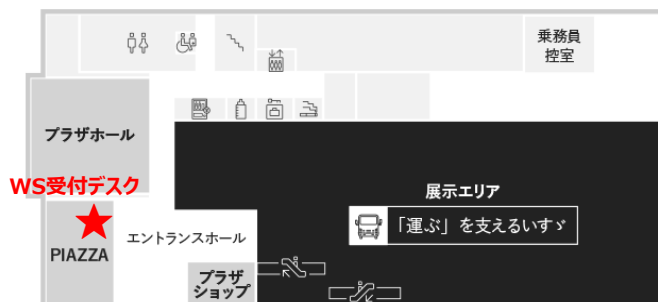 乗務員
控室
プラザホール
WS受付デスク
展示エリア
「運ぶ」を支えるいすゞ
エントランスホール
PIAZZA
プラザ
ショップ